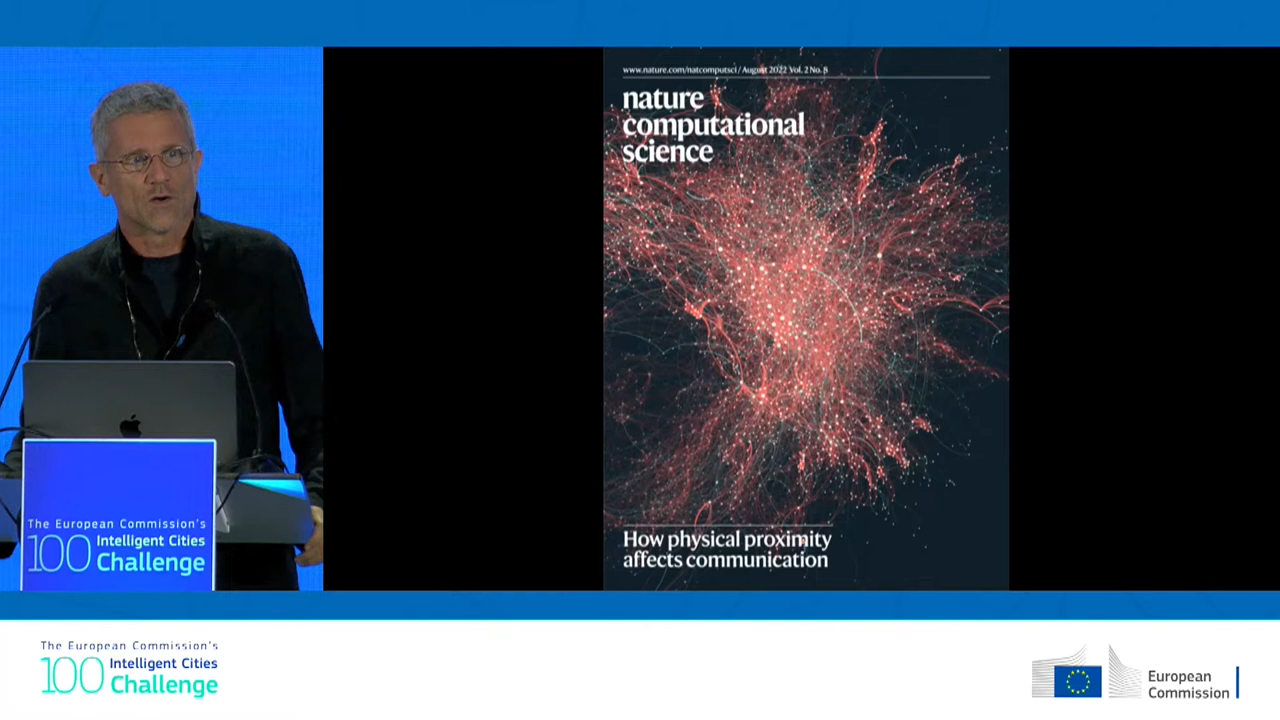 www.nature.com/natcomputsci / August 2022 Vol. 2 No. 8
nature
computational
science
How physical proximity
affects communication
The European Commission's
100 Intelligent Cities
Challenge
The European Commission's
100 Intelligent Cities
Challenge
European
Commission